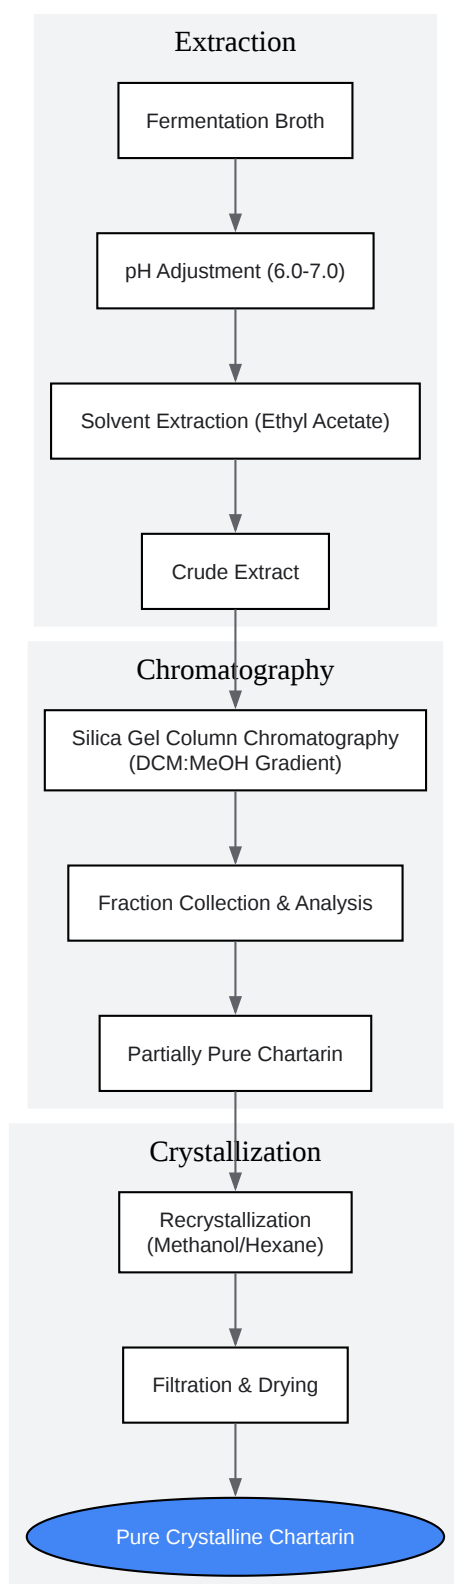 Extraction
Fermentation Broth
pH Adjustment (6.0-7.0)
Solvent Extraction (Ethyl Acetate)
Crude Extract
Chromatography
Silica Gel Column Chromatography
(DCM:MeOH Gradient)
Fraction Collection & Analysis
Partially Pure Chartarin
Crystallization
Recrystallization
(Methanol/Hexane)
Filtration & Drying
Pure Crystalline Chartarin